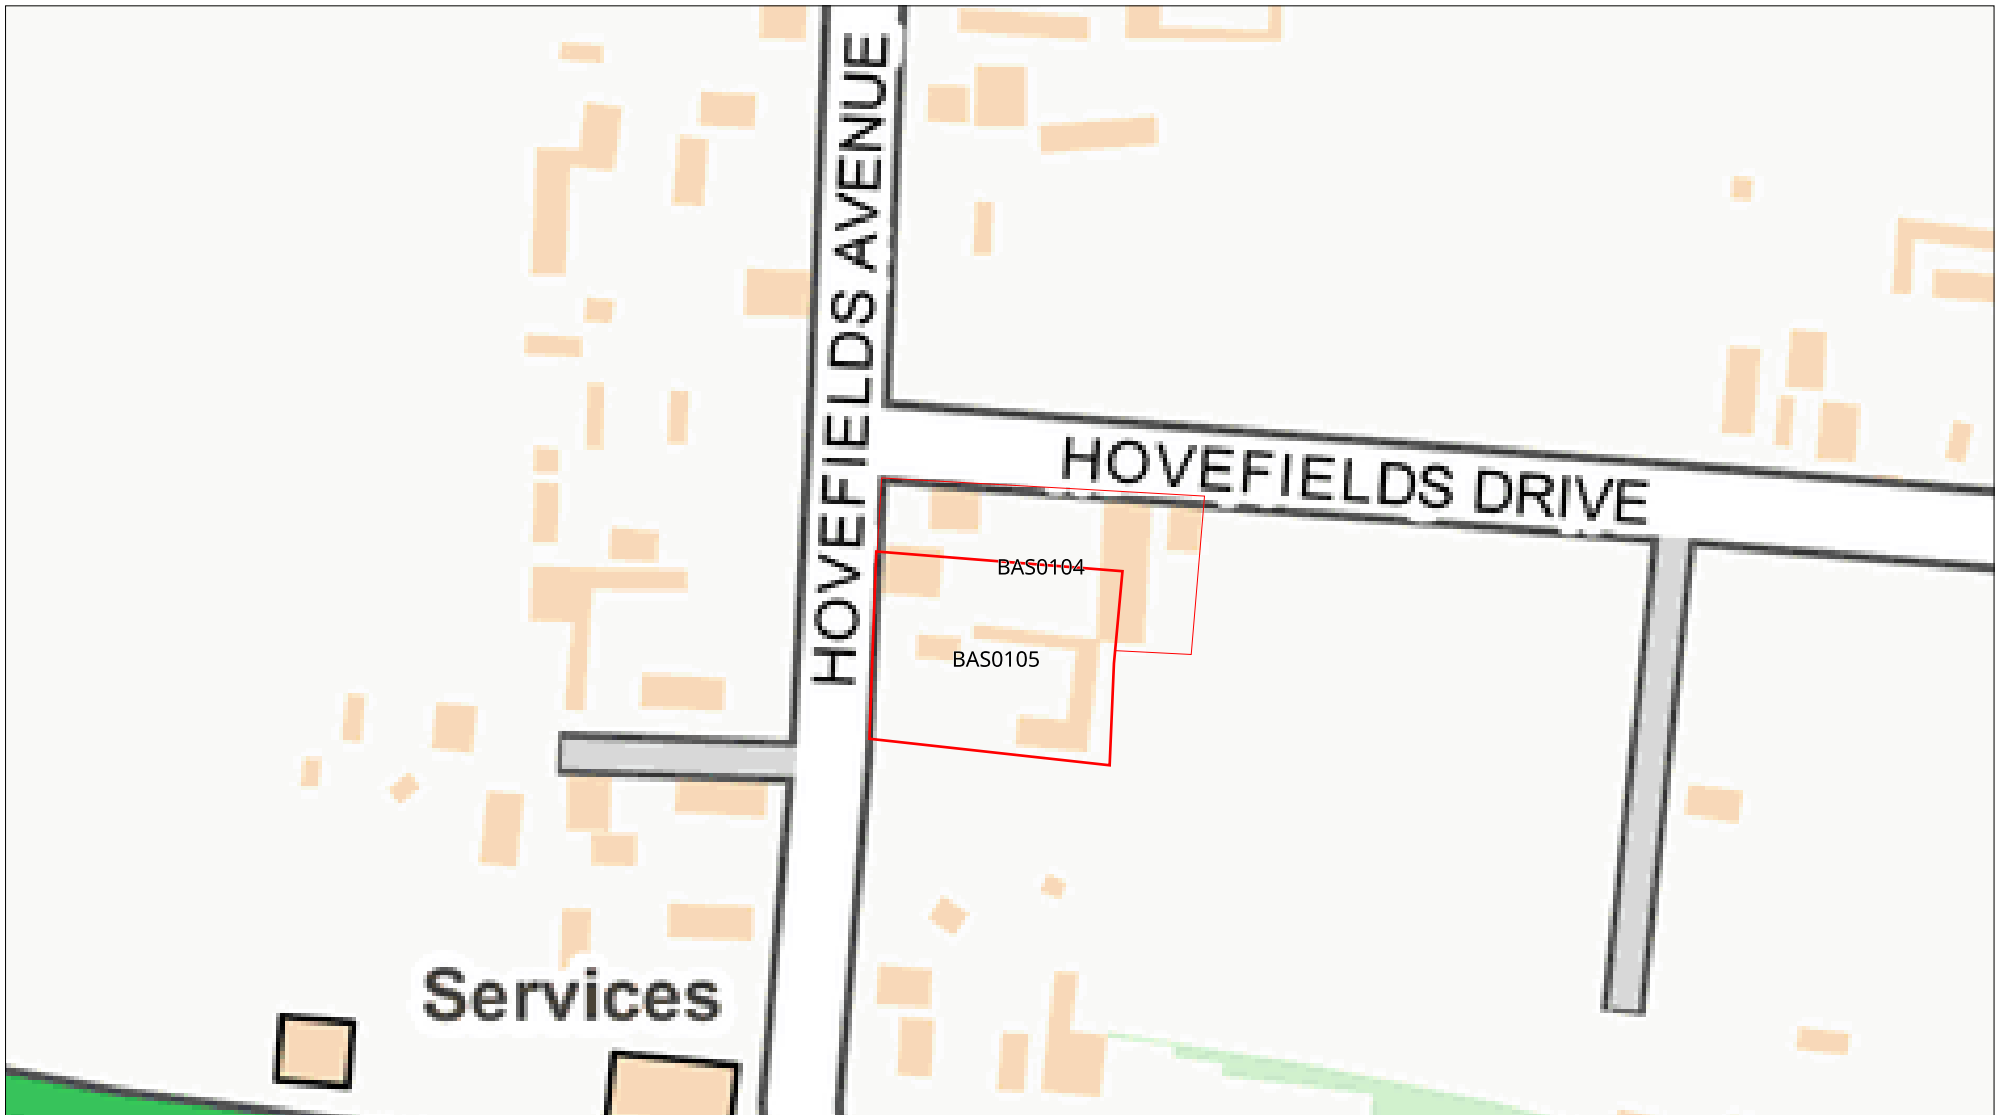 HOVEFIELDS AVENUE
HOVEFIELDS DRIVE
BAS0104
BAS0105
Services